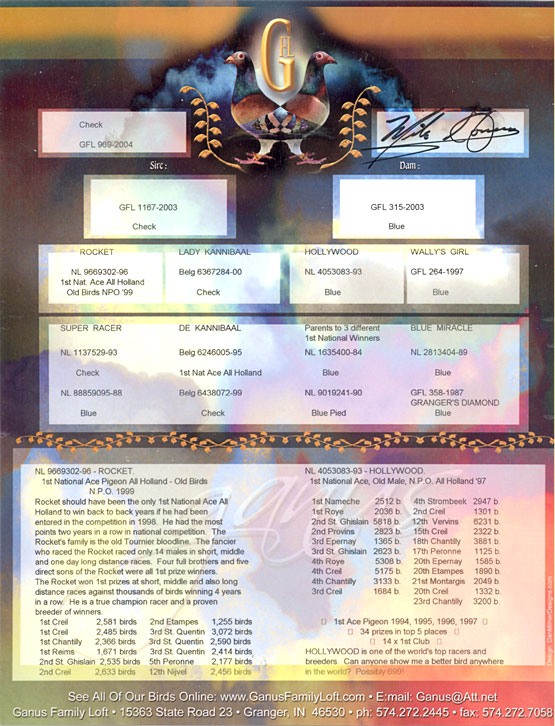 GFL
Check
GFL 969-2004
Sire :
Dam :
GFL 1167-2003
Check
GFL 315-2003
Blue
ROCKET
NL 9669302-96
1st Nat. Ace All Holland
Old Birds NPO '99
LADY KANNIBAAL
Belg 6367284-00
Check
HOLLYWOOD
NL 4053083-93
Blue
WALLY'S GIRL
GFL 264-1997
Blue
SUPER RACER
NL 1137529-93
Check
NL 88859095-88
Blue
DE KANNIBAAL
Belg 6246005-95
1st Nat Ace All Holland
Belg 6438072-99
Check
Parents to 3 different
1st National Winners
NL 1635400-84
Blue
NL 9019241-90
Blue Pied
BLUE MIRACLE
NL 2813404-89
Blue
GFL 358-1987
GRANGER'S DIAMOND
Blue
NL 9669302-96 - ROCKET.
1st National Ace Pigeon All Holland - Old Birds
N.P.O. 1999
Rocket should have been the only 1st National Ace All
Holland to win back to back years if he had been
entered in the competition in 1998. He had the most
points two years in a row in national competition. The
Rocket's family is the old Tournier bloodline. The fancier
who raced the Rocket raced only 14 males in short, middle
and one day long distance races. Four full brothers and five
direct sons of the Rocket were all 1st prize winners.
The Rocket won 1st prizes at short, middle and also long
distance races against thousands of birds winning 4 years
in a row. He is a true champion racer and a proven
breeder of winners.
1st Creil 2,581 birds 2nd Etampes 1,255 birds
1st Creil 2,485 birds 3rd St. Quentin 3,072 birds
1st Chantilly 2,366 birds 3rd St. Quentin 2,590 birds
1st Reims 1,671 birds 3rd St. Quentin 2,414 birds
2nd St. Ghislain 2,535 birds 5th Peronne 2,177 birds
2nd Creil 2,633 birds 12th Nijvel 2,456 birds
NL 4053083-93 - HOLLYWOOD.
1st National Ace, Old Male, N.P.O. All Holland '97
1st Nameche 2512 b. 4th Strombeek 2947 b.
1st Roye 2036 b. 2nd Creil 1301 b.
2nd St. Ghislain 5818 b. 12th Vervins 6231 b.
2nd Provins 2823 b. 15th Creil 2322 b.
3rd Epernay 1365 b. 18th Chantilly 3881 b.
3rd St. Ghislain 2623 b. 17th Peronne 1125 b.
4th Roye 5308 b. 20th Epernay 1585 b.
4th Creil 5175 b. 20th Etampes 1890 b.
4th Chantilly 3133 b. 21st Montargis 2049 b.
3rd Creil 1684 b. 20th Creil 1332 b.
23rd Chantilly 3200 b.
1st Ace Pigeon 1994, 1995, 1996, 1997
34 prizes in top 5 places
14 x 1st Club
HOLLYWOOD is one of the world's top racers and
breeders. Can anyone show me a better bird anywhere
in the world? Possibly 699!
See All Of Our Birds Online: www.GanusFamilyLoft.com • E:mail: Ganus@Att.net
Ganus Family Loft • 15363 State Road 23 • Granger, IN 46530 • ph: 574.272.2445 • fax: 574.272.7058